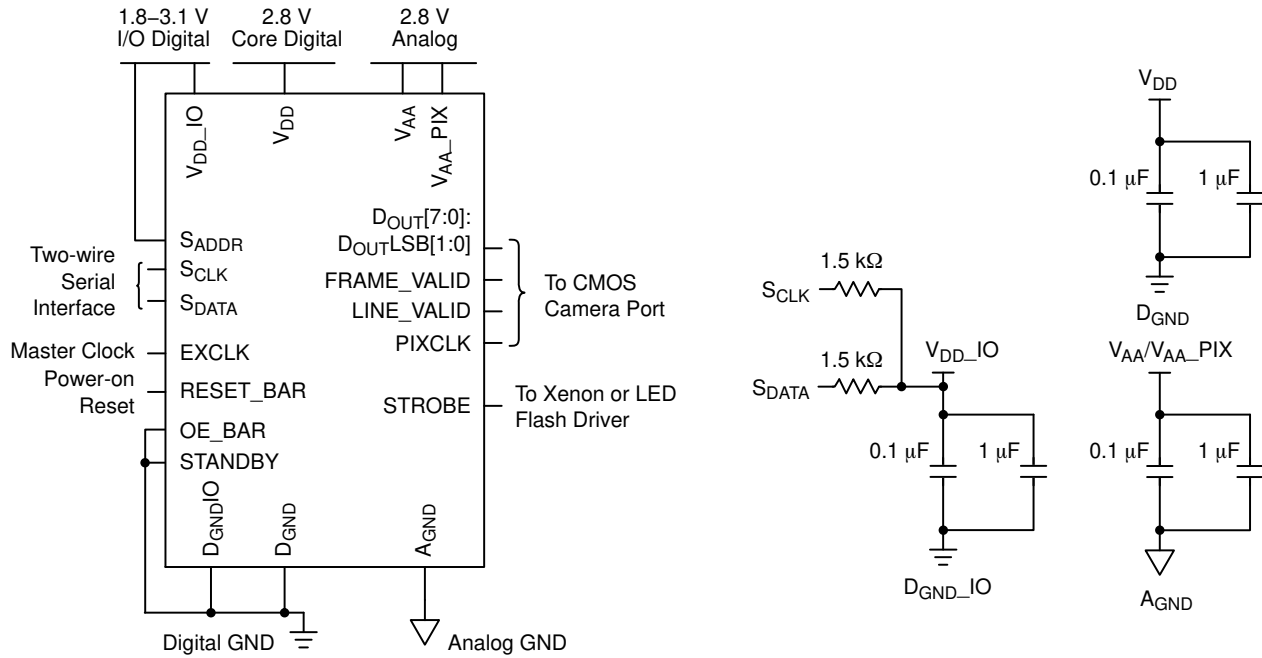 1.8–3.1 V
I/O Digital
2.8 V
Core Digital
2.8 V
Analog
VDD_IO
VDD
VAA
VAA_PIX
Two-wire
Serial
Interface
SADDR
SCLK
SDATA
Master Clock
EXCLK
Power-on
Reset
RESET_BAR
OE_BAR
STANDBY
DOUT[7:0]:
DOUTLSB[1:0]
FRAME_VALID
LINE_VALID
PIXCLK
To CMOS
Camera Port
STROBE
To Xenon or LED
Flash Driver
DGNDIO
DGND
AGND
Digital GND
Analog GND
1.5 kΩ
SCLK
1.5 kΩ
SDATA
VDD_IO
0.1 μF
1 μF
DGND_IO
VDD
0.1 μF
1 μF
DGND
VAA/VAA_PIX
0.1 μF
1 μF
AGND